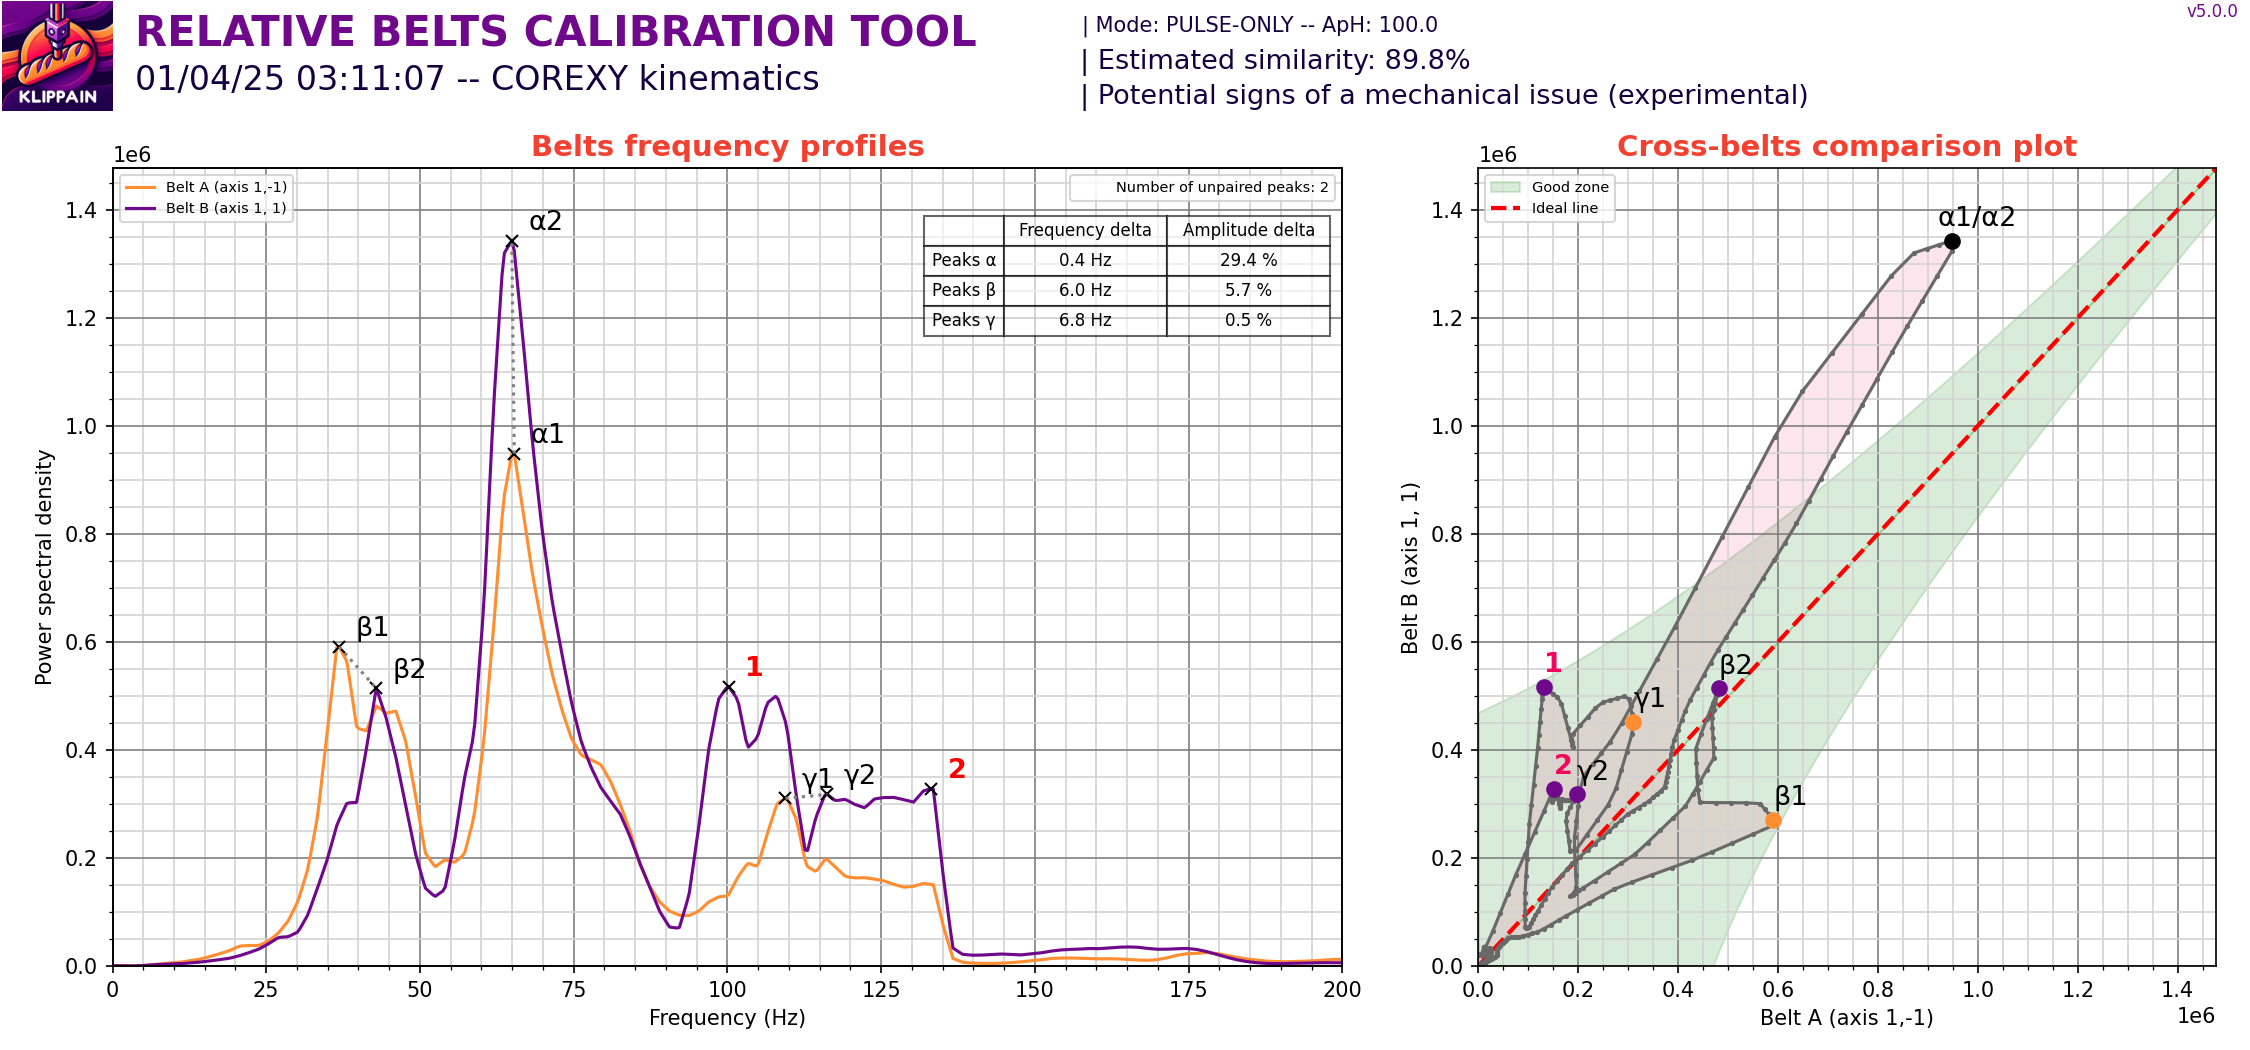 KLIPPAIN
RELATIVE BELTS CALIBRATION TOOL
01/04/25 03:11:07 -- COREXY kinematics
| Mode: PULSE-ONLY -- ApH: 100.0
| Estimated similarity: 89.8%
| Potential signs of a mechanical issue (experimental)
v5.0.0
Belts frequency profiles
1e6
Belt A (axis 1,-1)
Belt B (axis 1, 1)
Number of unpaired peaks: 2
Frequency delta Amplitude delta
Peaks α 0.4 Hz 29.4 %
Peaks β 6.0 Hz 5.7 %
Peaks γ 6.8 Hz 0.5 %
α2
α1
β1
β2
1
γ1
γ2
2
Power spectral density
1.4
1.2
1.0
0.8
0.6
0.4
0.2
0.0
0 25 50 75 100 125 150 175 200
Frequency (Hz)
Cross-belts comparison plot
1e6
Good zone
Ideal line
α1/α2
1
β2
γ1
2
γ2
β1
Belt B (axis 1, 1)
1.4
1.2
1.0
0.8
0.6
0.4
0.2
0.0
0.0 0.2 0.4 0.6 0.8 1.0 1.2 1.4
Belt A (axis 1,-1)
1e6